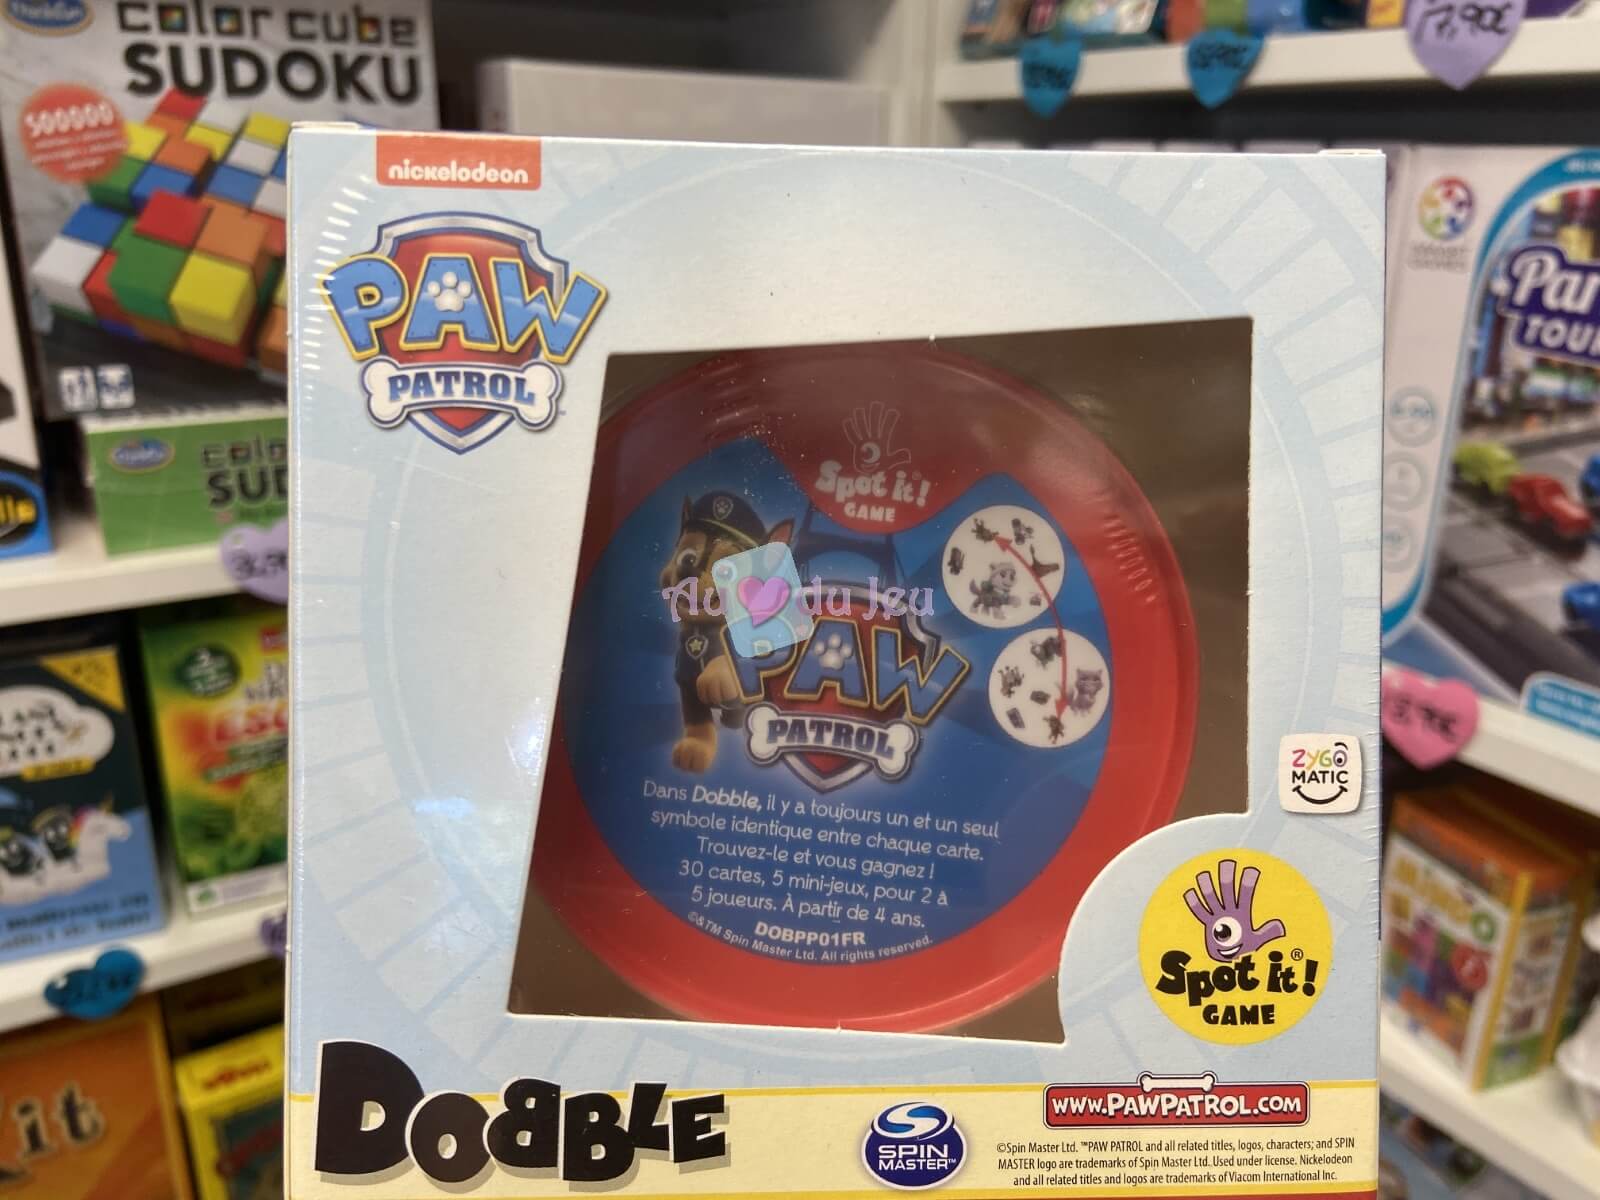 color cube
SUDOKU
500000
17,90€
nickelodeon
PAW
PATROL
Spot it!
GAME
Au du Jeu
PAW
PATROL
Dans Dobble, il y a toujours un et un seul
symbole identique entre chaque carte.
Trouvez-le et vous gagnez !
30 cartes, 5 mini-jeux, pour 2 à
5 joueurs. À partir de 4 ans.
DOBPP01FR
©&TM Spin Master Ltd. All rights reserved.
ZYGO
MATIC
Spot it!®
GAME
DOBBLE
SPIN
MASTER™
WWW.PAWPATROL.COM
©Spin Master Ltd. ™PAW PATROL and all related titles, logos, characters; and SPIN
MASTER logo are trademarks of Spin Master Ltd. Used under license. Nickelodeon
and all related titles and logos are trademarks of Viacom International Inc.